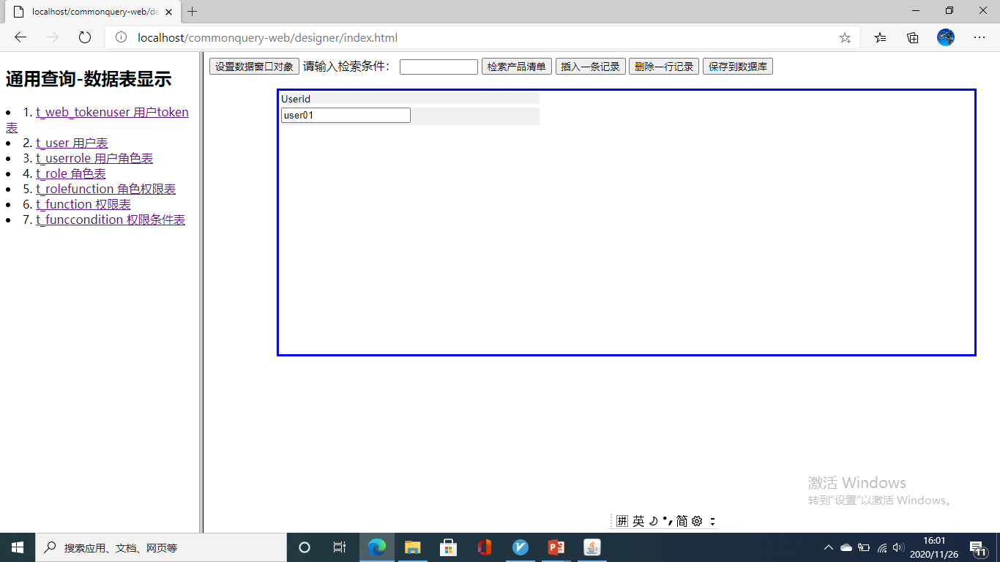 localhost/commonquery-web/de
localhost/commonquery-web/designer/index.html
通用查询-数据表显示
1. t_web_tokenuser 用户token
表
2. t_user 用户表
3. t_userrole 用户角色表
4. t_role 角色表
5. t_rolefunction 角色权限表
6. t_function 权限表
7. t_funccondition 权限条件表
设置数据窗口对象 请输入检索条件： 检索产品清单 插入一条记录 删除一行记录 保存到数据库
Userid
user01
激活 Windows
转到"设置"以激活 Windows。
拼 英 简
搜索应用、文档、网页等
16:01
2020/11/26
11